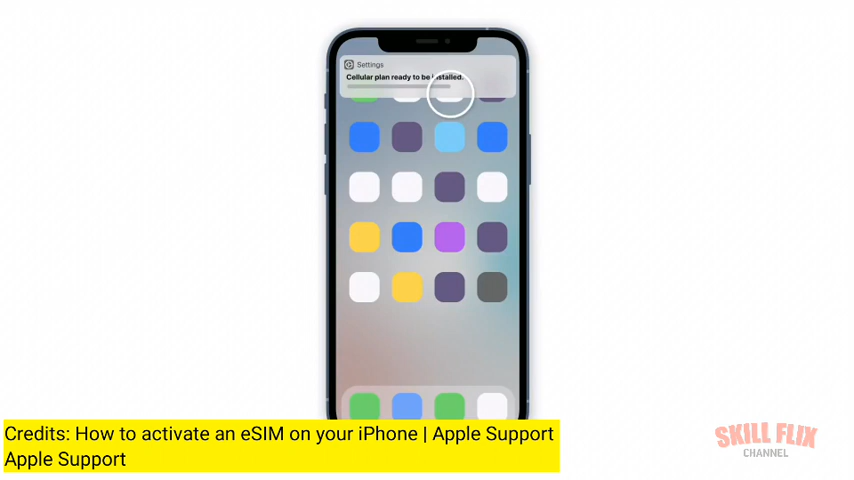 Settings
Cellular plan ready to be installed.
Credits: How to activate an eSIM on your iPhone | Apple Support
Apple Support
SKILL FLIX
CHANNEL